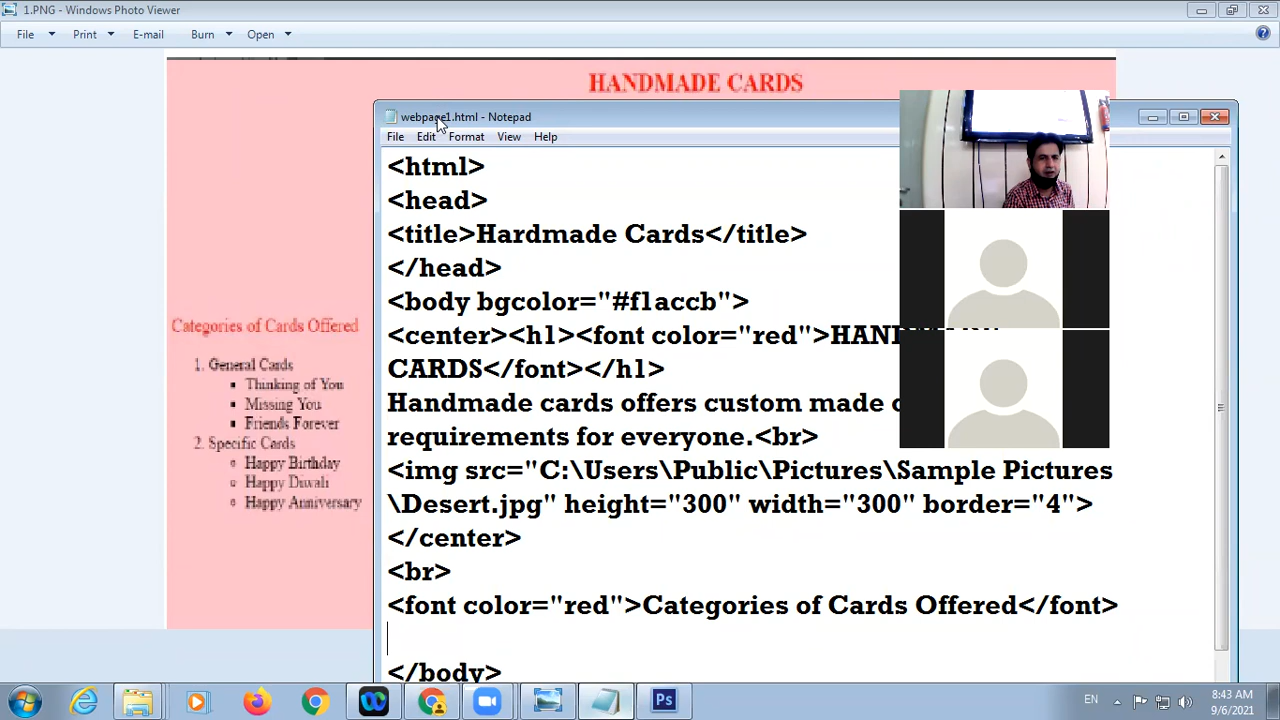 1.PNG - Windows Photo Viewer
File Print E-mail Burn Open
HANDMADE CARDS
webpage1.html - Notepad
File Edit Format View Help
<html>
<head>
<title>Hardmade Cards</title>
</head>
<body bgcolor="#f1accb">
<center><h1><font color="red">
CARDS</font></h1>
Handmade cards offers custom made
requirements for everyone.<br>
<img src="C:\Users\Public\Pictures\Sample Pictures
\Desert.jpg" height="300" width="300" border="4">
</center>
<br>
<font color="red">Categories of Cards Offered</font>
</body>
Categories of Cards Offered
1. General Cards
Thinking of You
Missing You
Friends Forever
2. Specific Cards
Happy Birthday
Happy Diwali
Happy Anniversary
Ps
EN
8:43 AM
9/6/2021